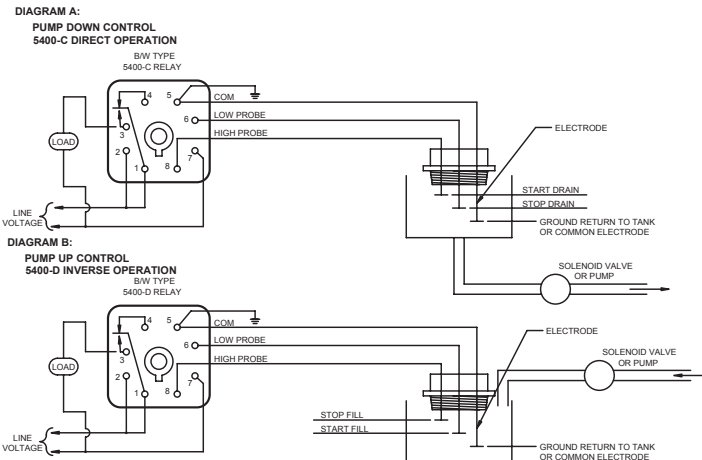 DIAGRAM A:
PUMP DOWN CONTROL
5400-C DIRECT OPERATION
B/W TYPE
5400-C RELAY
4
5
COM
6
LOW PROBE
HIGH PROBE
3
LOAD
2
1
8
7
ELECTRODE
START DRAIN
STOP DRAIN
GROUND RETURN TO TANK
OR COMMON ELECTRODE
LINE
VOLTAGE
SOLENOID VALVE
OR PUMP
DIAGRAM B:
PUMP UP CONTROL
5400-D INVERSE OPERATION
B/W TYPE
5400-D RELAY
4
5
COM
6
LOW PROBE
HIGH PROBE
3
LOAD
2
1
8
7
ELECTRODE
SOLENOID VALVE
OR PUMP
STOP FILL
START FILL
LINE
VOLTAGE
GROUND RETURN TO TANK
OR COMMON ELECTRODE